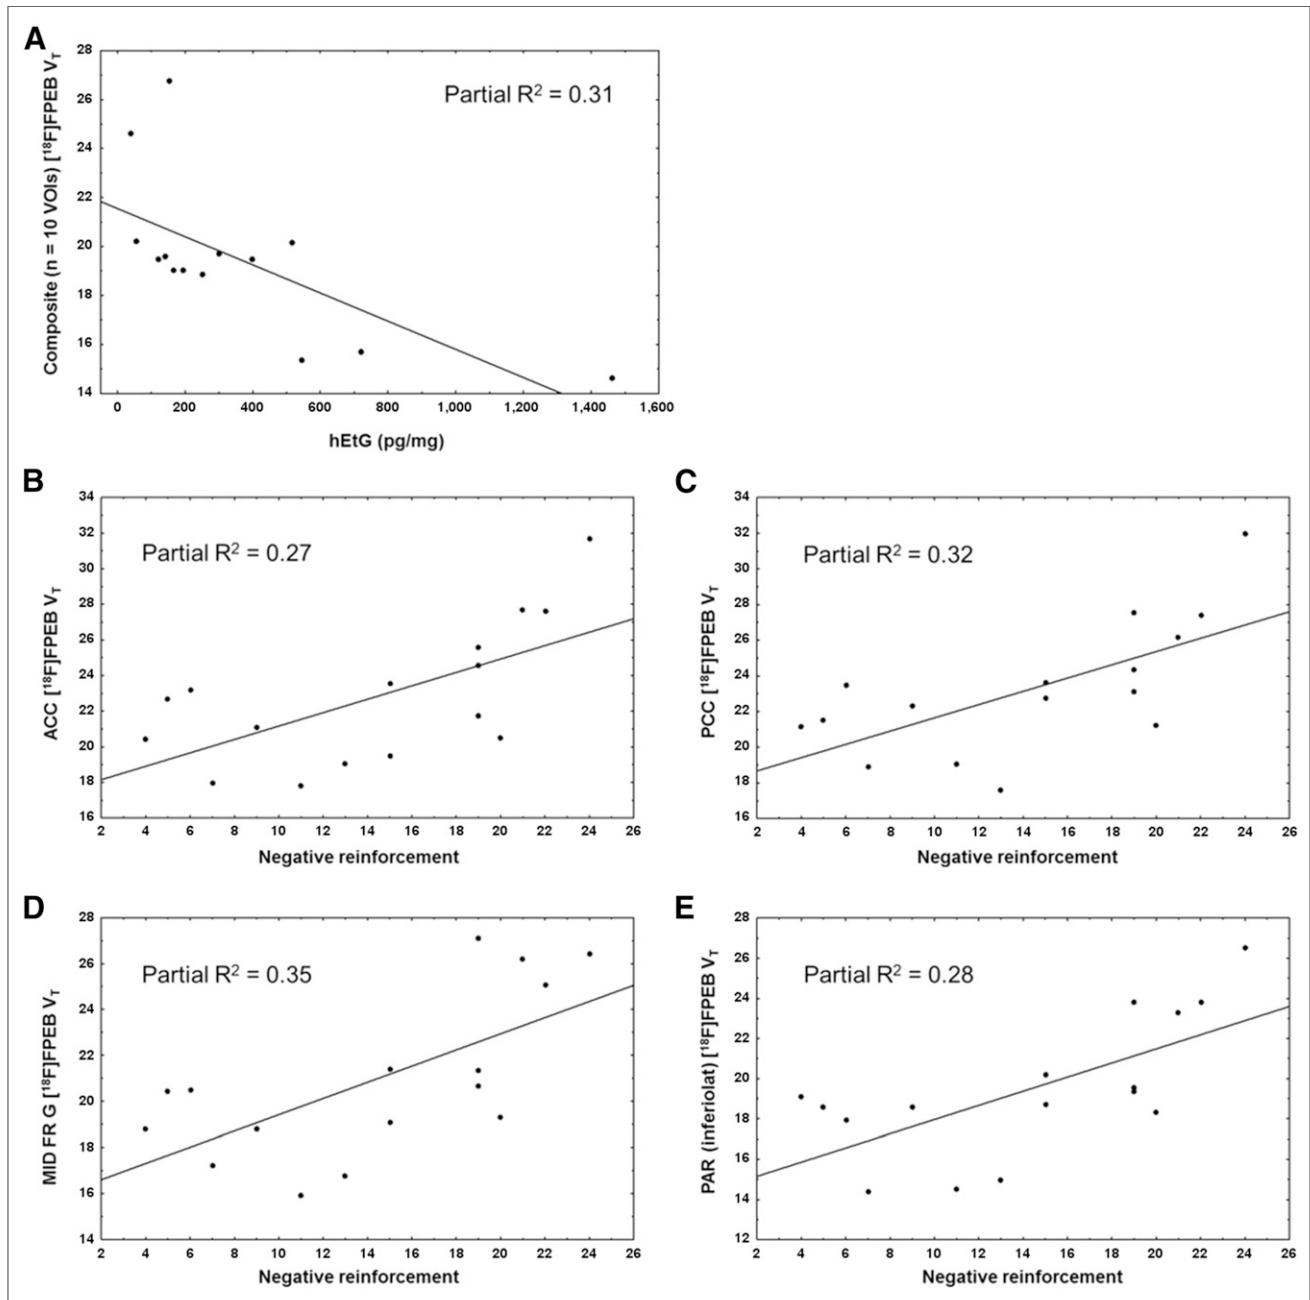 A
Composite (n = 10 VOIs) [¹⁸F]FPEB V_T
28
26
24
22
20
18
16
14
Partial R² = 0.31
0 200 400 600 800 1,000 1,200 1,400 1,600
hEtG (pg/mg)
B
ACC [¹⁸F]FPEB V_T
34
32
30
28
26
24
22
20
18
16
Partial R² = 0.27
2 4 6 8 10 12 14 16 18 20 22 24 26
Negative reinforcement
C
PCC [¹⁸F]FPEB V_T
34
32
30
28
26
24
22
20
18
16
Partial R² = 0.32
2 4 6 8 10 12 14 16 18 20 22 24 26
Negative reinforcement
D
MID FR G [¹⁸F]FPEB V_T
28
26
24
22
20
18
16
14
Partial R² = 0.35
2 4 6 8 10 12 14 16 18 20 22 24 26
Negative reinforcement
E
PAR (inferiolat) [¹⁸F]FPEB V_T
28
26
24
22
20
18
16
14
12
Partial R² = 0.28
2 4 6 8 10 12 14 16 18 20 22 24 26
Negative reinforcement